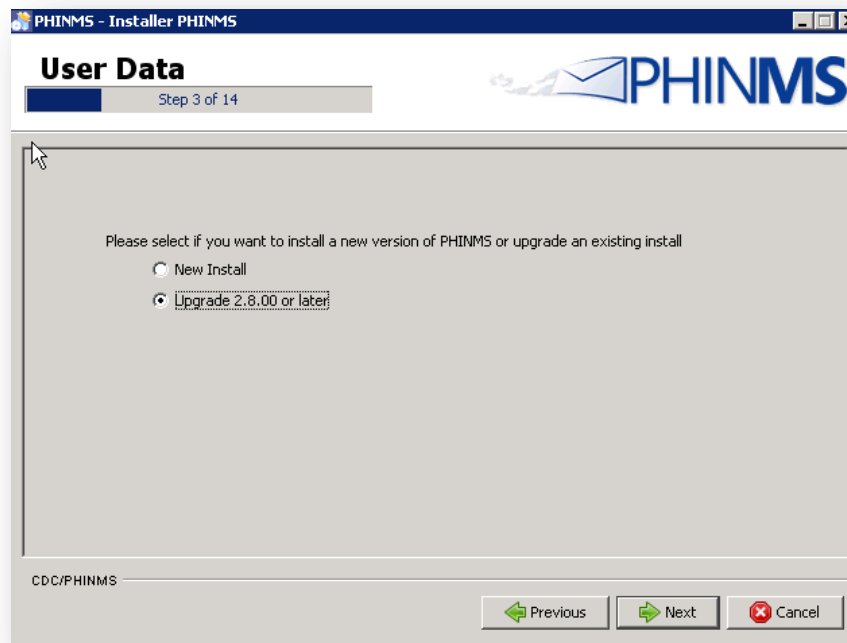 PHINMS - Installer PHINMS
User Data
PHINMS
Step 3 of 14
Please select if you want to install a new version of PHINMS or upgrade an existing install
New Install
Upgrade 2.8.00 or later
CDC/PHINMS
Previous Next Cancel